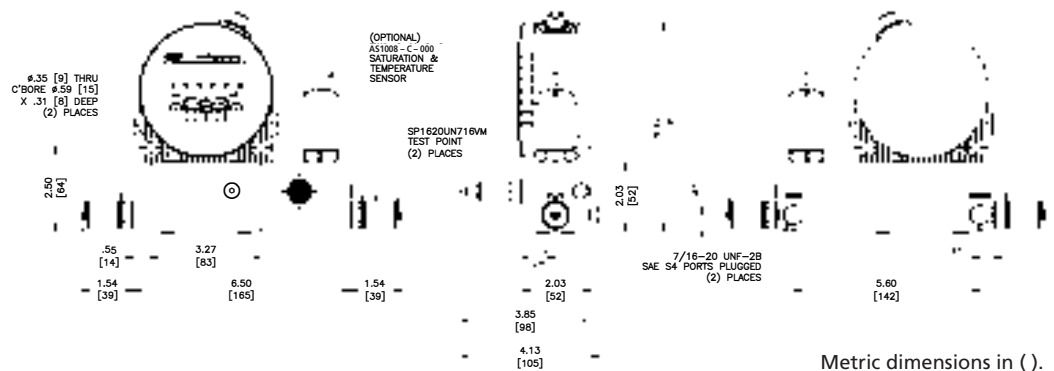 (OPTIONAL)
AS1008-C-000
SATURATION &
TEMPERATURE
SENSOR
ø.35 [9] THRU
C'BORE ø.59 [15]
X .31 [8] DEEP
(2) PLACES
SP1620UN716VM
TEST POINT
(2) PLACES
2.50
[64]
2.03
[52]
.55
[14]
3.27
[83]
7/16-20 UNF-2B
SAE S4 PORTS PLUGGED
(2) PLACES
1.54
[39]
6.50
[165]
1.54
[39]
2.03
[52]
5.60
[142]
3.85
[98]
4.13
[105]
Metric dimensions in ( ).